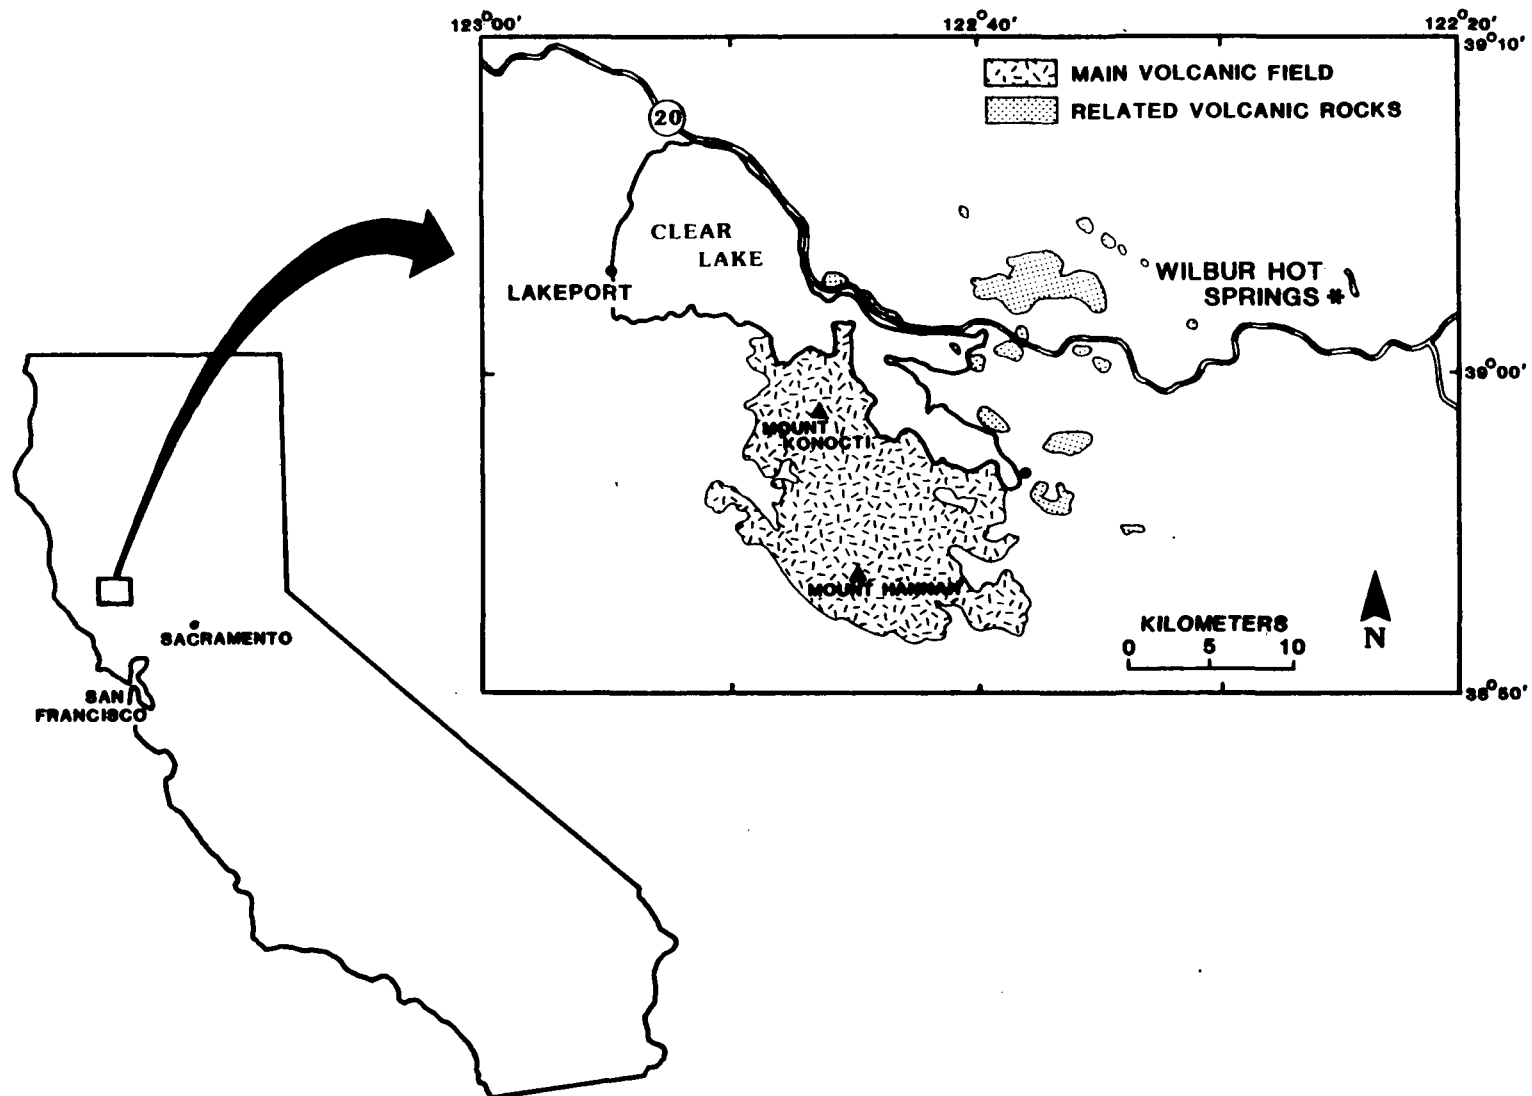 123°00'
122°40'
122°20'
39°10'
MAIN VOLCANIC FIELD
RELATED VOLCANIC ROCKS
20
CLEAR
LAKE
LAKEPORT
WILBUR HOT
SPRINGS *
39°00'
MOUNT
KONOCTI
MOUNT HANNAH
KILOMETERS
0 5 10
N
38°50'
SACRAMENTO
SAN
FRANCISCO